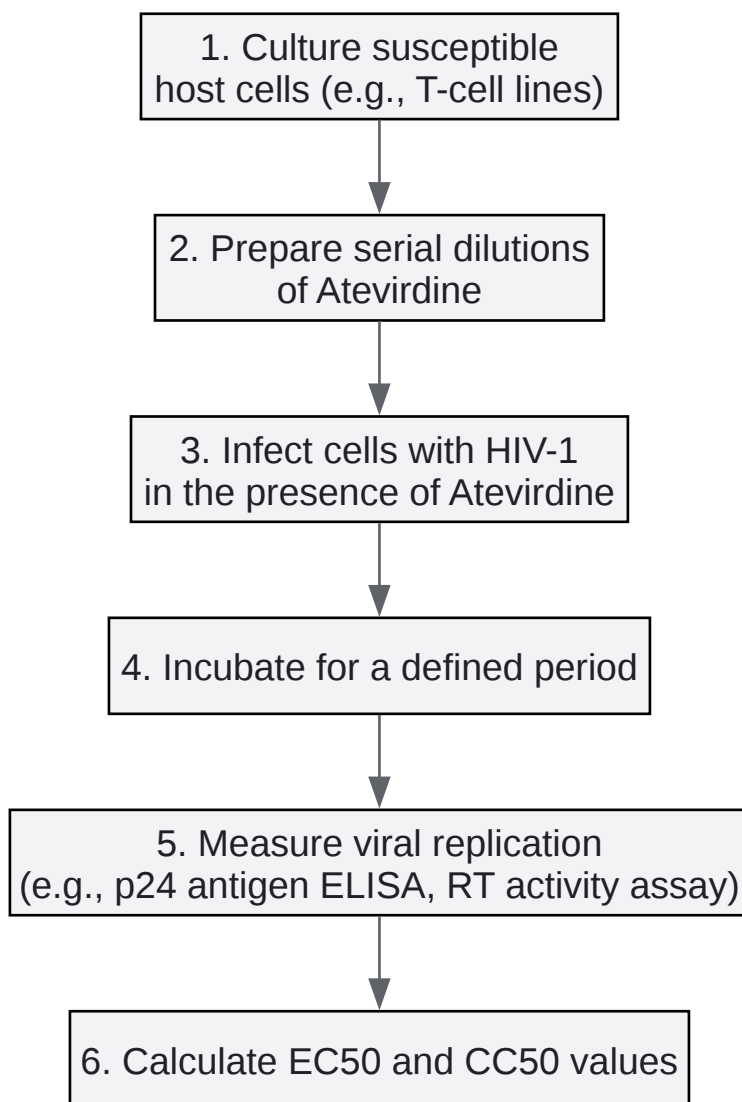 1. Culture susceptible
host cells (e.g., T-cell lines)
2. Prepare serial dilutions
of Atevirdine
3. Infect cells with HIV-1
in the presence of Atevirdine
4. Incubate for a defined period
5. Measure viral replication
(e.g., p24 antigen ELISA, RT activity assay)
6. Calculate EC50 and CC50 values